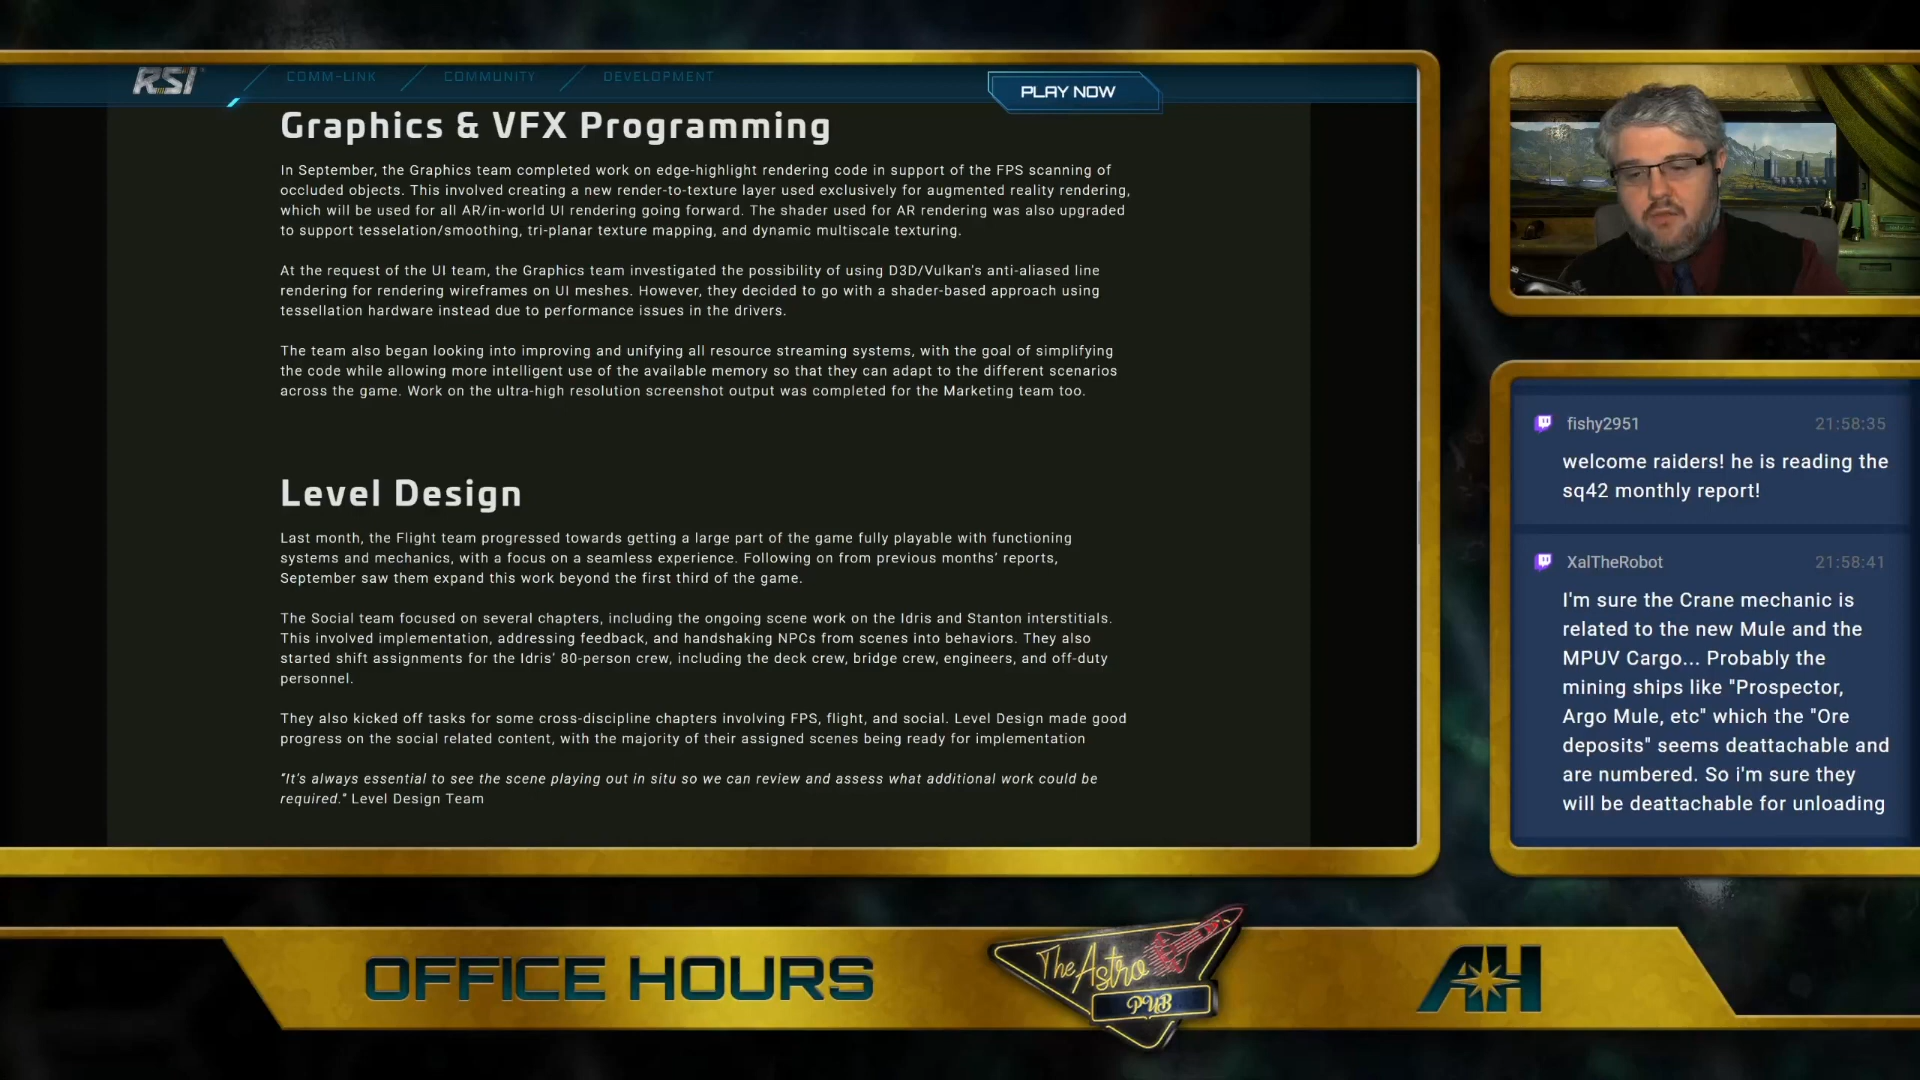 RSI
COMM-LINK
COMMUNITY
DEVELOPMENT
PLAY NOW
Graphics & VFX Programming
In September, the Graphics team completed work on edge-highlight rendering code in support of the FPS scanning of
occluded objects. This involved creating a new render-to-texture layer used exclusively for augmented reality rendering,
which will be used for all AR/in-world UI rendering going forward. The shader used for AR rendering was also upgraded
to support tesselation/smoothing, tri-planar texture mapping, and dynamic multiscale texturing.
At the request of the UI team, the Graphics team investigated the possibility of using D3D/Vulkan's anti-aliased line
rendering for rendering wireframes on UI meshes. However, they decided to go with a shader-based approach using
tessellation hardware instead due to performance issues in the drivers.
The team also began looking into improving and unifying all resource streaming systems, with the goal of simplifying
the code while allowing more intelligent use of the available memory so that they can adapt to the different scenarios
across the game. Work on the ultra-high resolution screenshot output was completed for the Marketing team too.
Level Design
Last month, the Flight team progressed towards getting a large part of the game fully playable with functioning
systems and mechanics, with a focus on a seamless experience. Following on from previous months’ reports,
September saw them expand this work beyond the first third of the game.
The Social team focused on several chapters, including the ongoing scene work on the Idris and Stanton interstitials.
This involved implementation, addressing feedback, and handshaking NPCs from scenes into behaviors. They also
started shift assignments for the Idris’ 80-person crew, including the deck crew, bridge crew, engineers, and off-duty
personnel.
They also kicked off tasks for some cross-discipline chapters involving FPS, flight, and social. Level Design made good
progress on the social related content, with the majority of their assigned scenes being ready for implementation
“It’s always essential to see the scene playing out in situ so we can review and assess what additional work could be
required.” Level Design Team
fishy2951 21:58:35
welcome raiders! he is reading the
sq42 monthly report!
XalTheRobot 21:58:41
I'm sure the Crane mechanic is
related to the new Mule and the
MPUV Cargo... Probably the
mining ships like "Prospector,
Argo Mule, etc" which the "Ore
deposits" seems deattachable and
are numbered. So i'm sure they
will be deattachable for unloading
OFFICE HOURS
The Astro
PUB
AH